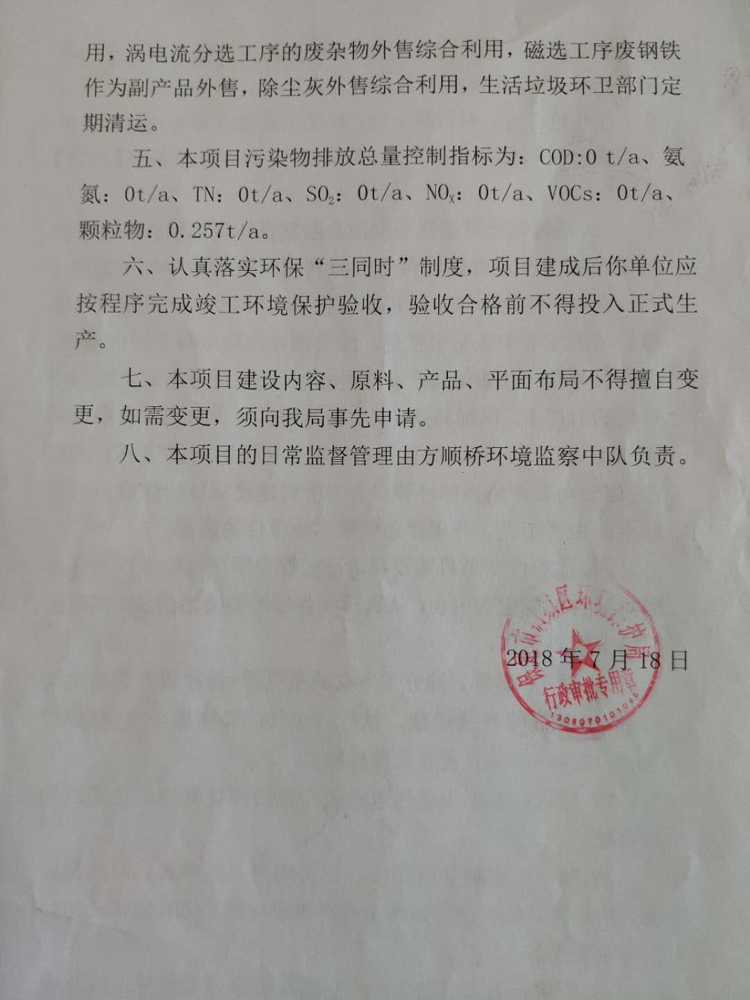 用，涡电流分选工序的废杂物外售综合利用，磁选工序废钢铁
作为副产品外售，除尘灰外售综合利用，生活垃圾环卫部门定
期清运。
五、本项目污染物排放总量控制指标为：COD:0 t/a、氨
氮：0t/a、TN：0t/a、SO₂：0t/a、NOₓ：0t/a、VOCs：0t/a、
颗粒物：0.257t/a。
六、认真落实环保“三同时”制度，项目建成后你单位应
按程序完成竣工环境保护验收，验收合格前不得投入正式生
产。
七、本项目建设内容、原料、产品、平面布局不得擅自变
更，如需变更，须向我局事先申请。
八、本项目的日常监督管理由方顺桥环境监察中队负责。
2018 年 7 月 18 日
行政审批专用章